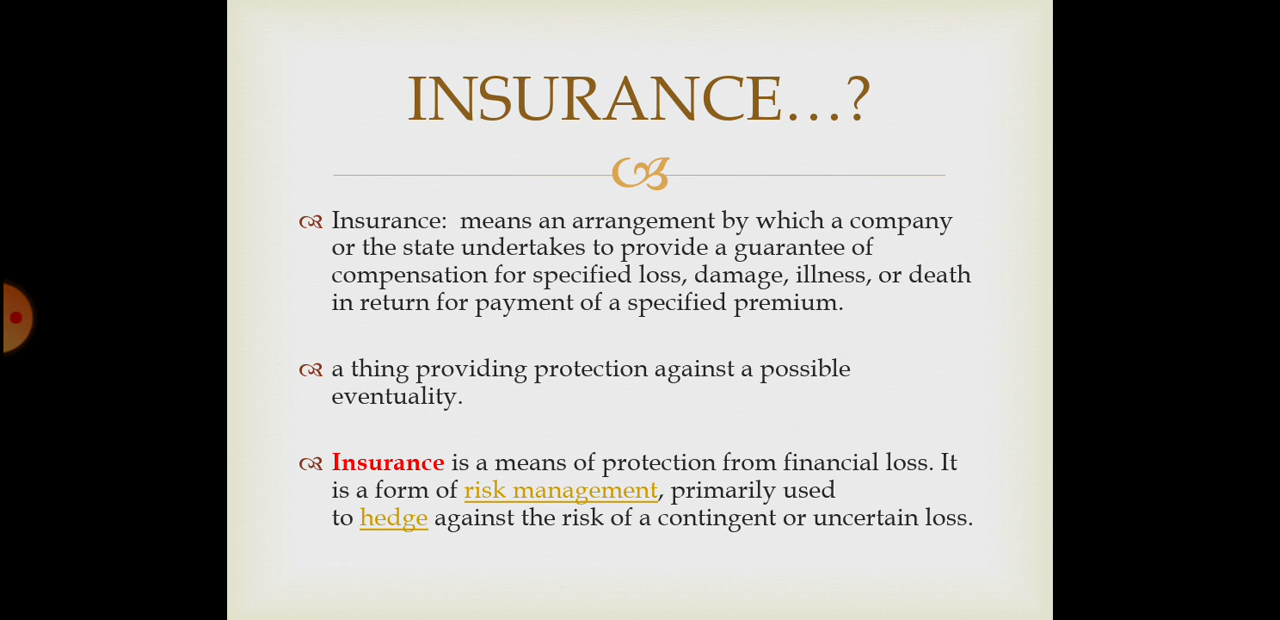 INSURANCE…?
Insurance:  means an arrangement by which a company
or the state undertakes to provide a guarantee of
compensation for specified loss, damage, illness, or death
in return for payment of a specified premium.
a thing providing protection against a possible
eventuality.
Insurance is a means of protection from financial loss. It
is a form of risk management, primarily used
to hedge against the risk of a contingent or uncertain loss.